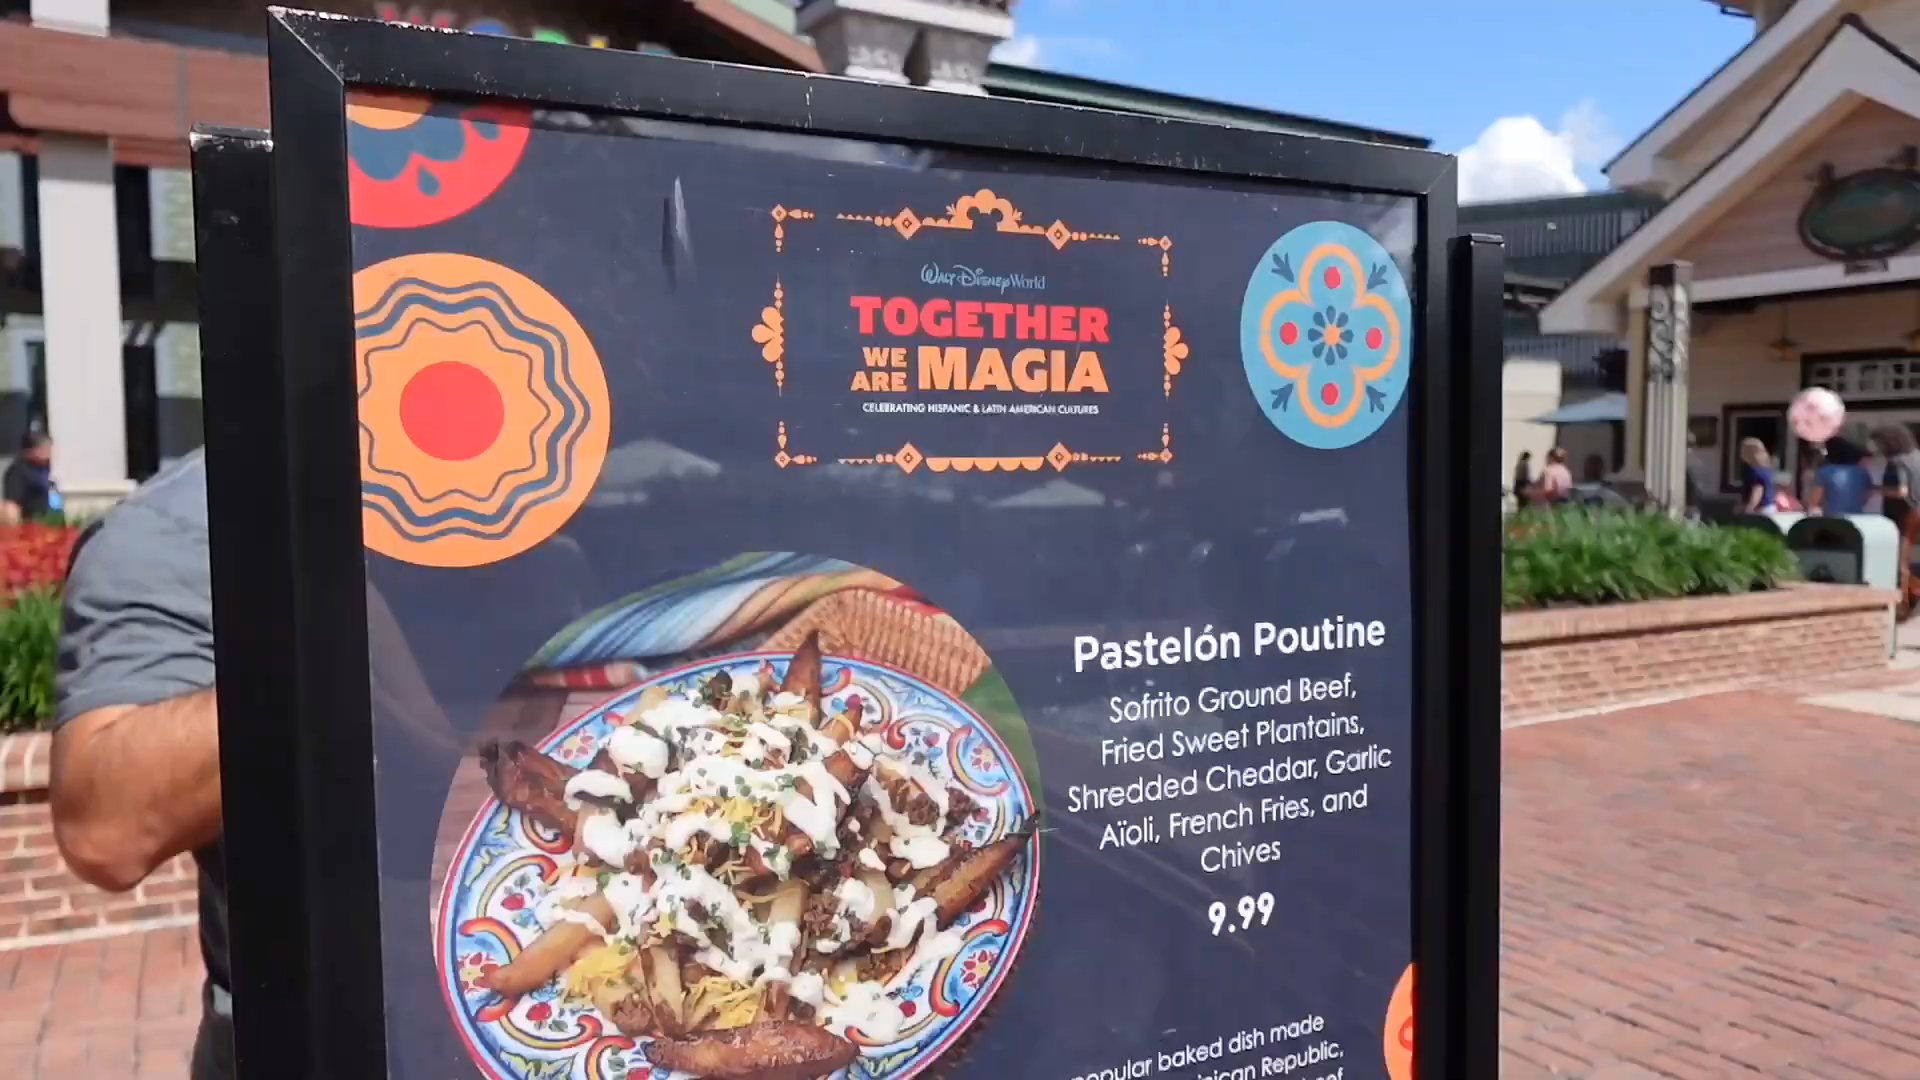 WALT DISNEY World
TOGETHER
WE ARE MAGIA
CELEBRATING HISPANIC & LATIN AMERICAN CULTURES
Pastelón Poutine
Sofrito Ground Beef,
Fried Sweet Plantains,
Shredded Cheddar, Garlic
Aïoli, French Fries, and
Chives
9.99
baked dish made
Republic,